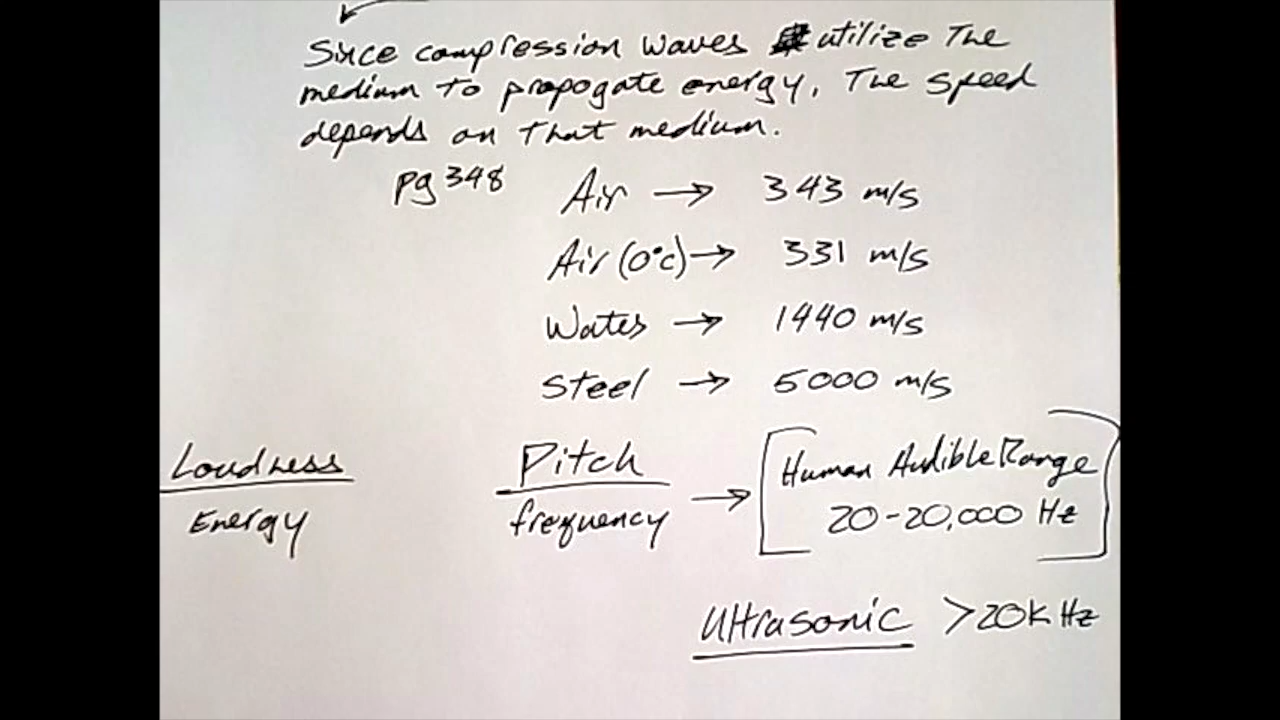 Since compression waves utilize The
medium to propogate energy, The speed
depends on That medium.
pg 348 Air → 343 m/s
Air (0°c) → 331 m/s
Water → 1440 m/s
Steel → 5000 m/s
Loudness Pitch Human Audible Range
Energy frequency → 20-20,000 Hz
Ultrasonic >20K Hz